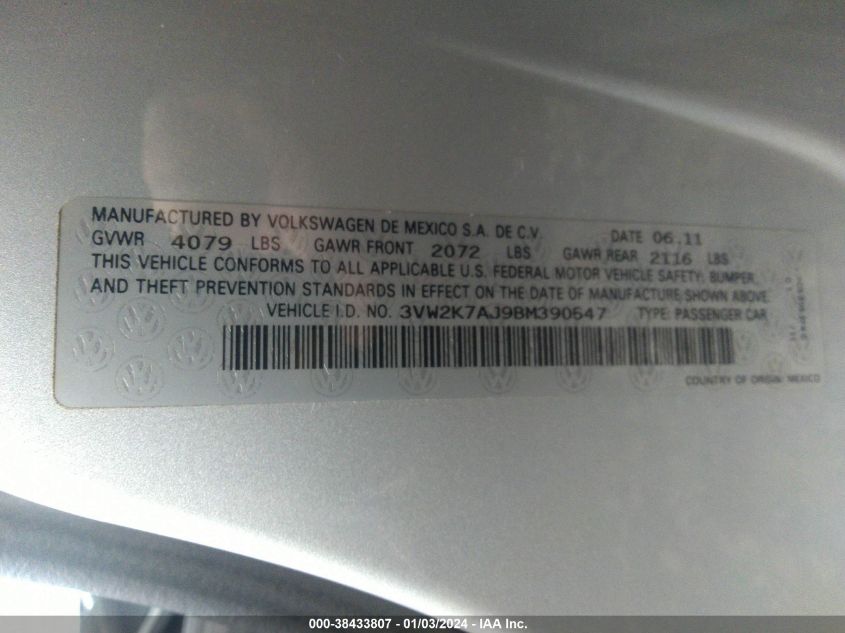 MANUFACTURED BY VOLKSWAGEN DE MEXICO S.A. DE C.V. DATE 06.11
GVWR 4079 LBS GAWR FRONT 2072 LBS GAWR REAR 2116 LBS
THIS VEHICLE CONFORMS TO ALL APPLICABLE U.S. FEDERAL MOTOR VEHICLE SAFETY, BUMPER,
AND THEFT PREVENTION STANDARDS IN EFFECT ON THE DATE OF MANUFACTURE SHOWN ABOVE.
VEHICLE I.D. NO. 3VW2K7AJ9BM390647 TYPE: PASSENGER CAR
COUNTRY OF ORIGIN: MEXICO
000-38433807 - 01/03/2024 - IAA Inc.